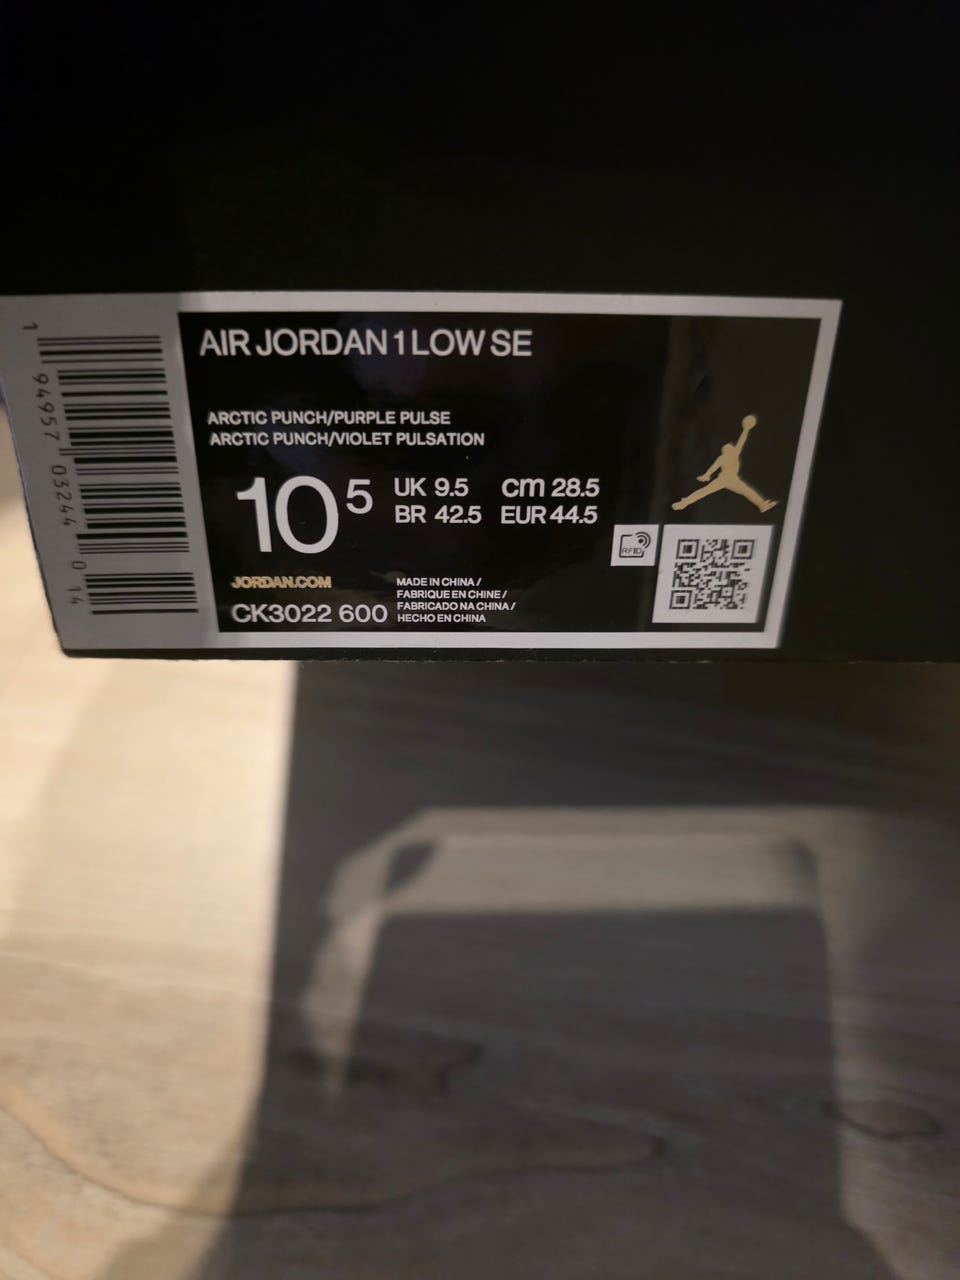 AIR JORDAN 1 LOW SE
ARCTIC PUNCH/PURPLE PULSE
ARCTIC PUNCH/VIOLET PULSATION
10⁵
UK 9.5 cm 28.5
BR 42.5 EUR 44.5
RFID
JORDAN.COM
CK3022 600
MADE IN CHINA /
FABRIQUE EN CHINE /
FABRICADO NA CHINA /
HECHO EN CHINA
1 94957 03244 0 14